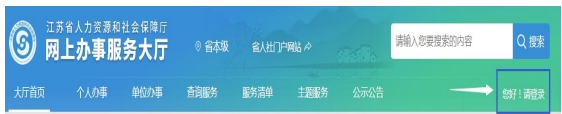 江苏省人力资源和社会保障厅
网上办事服务大厅
省本级
省人社门户网站
请输入您要搜索的内容
搜索
大厅首页 个人办事 单位办事 查询服务 服务清单 主题服务 公示公告
您好！请登录